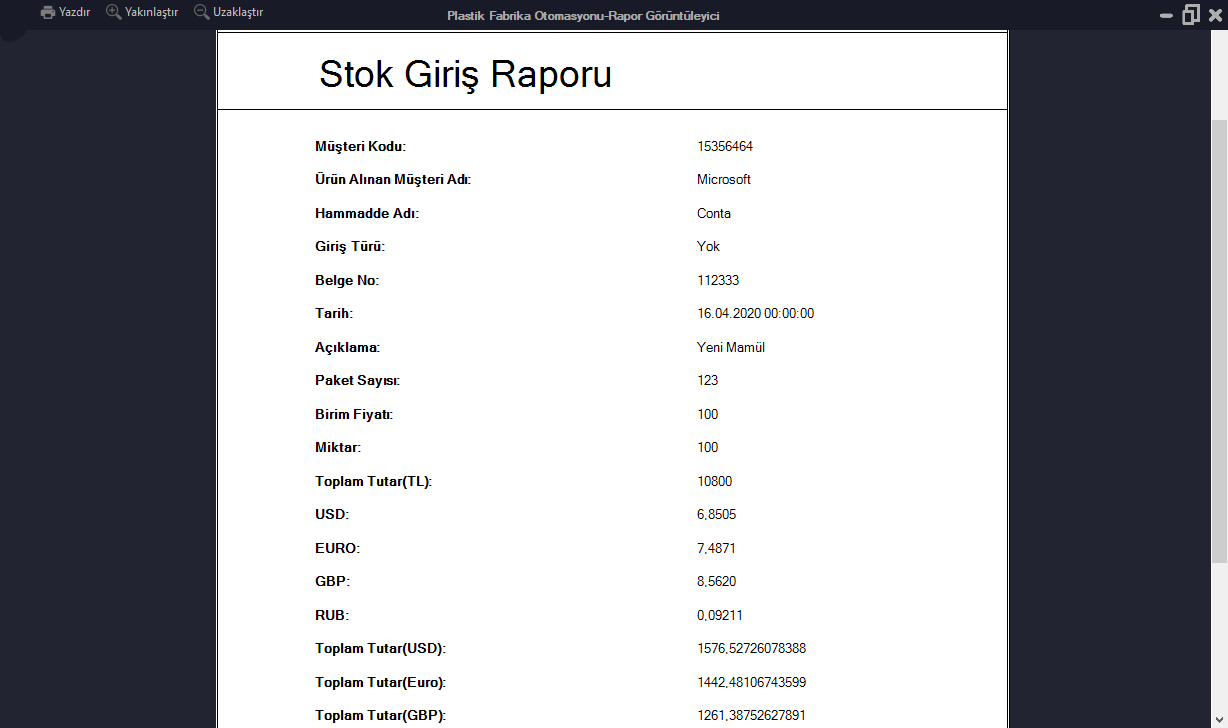 Yazdır Yakınlaştır Uzaklaştır Plastik Fabrika Otomasyonu-Rapor Görüntüleyici
Stok Giriş Raporu
Müşteri Kodu: 15356464
Ürün Alınan Müşteri Adı: Microsoft
Hammadde Adı: Conta
Giriş Türü: Yok
Belge No: 112333
Tarih: 16.04.2020 00:00:00
Açıklama: Yeni Mamül
Paket Sayısı: 123
Birim Fiyatı: 100
Miktar: 100
Toplam Tutar(TL): 10800
USD: 6,8505
EURO: 7,4871
GBP: 8,5620
RUB: 0,09211
Toplam Tutar(USD): 1576,52726078388
Toplam Tutar(Euro): 1442,48106743599
Toplam Tutar(GBP): 1261,38752627891